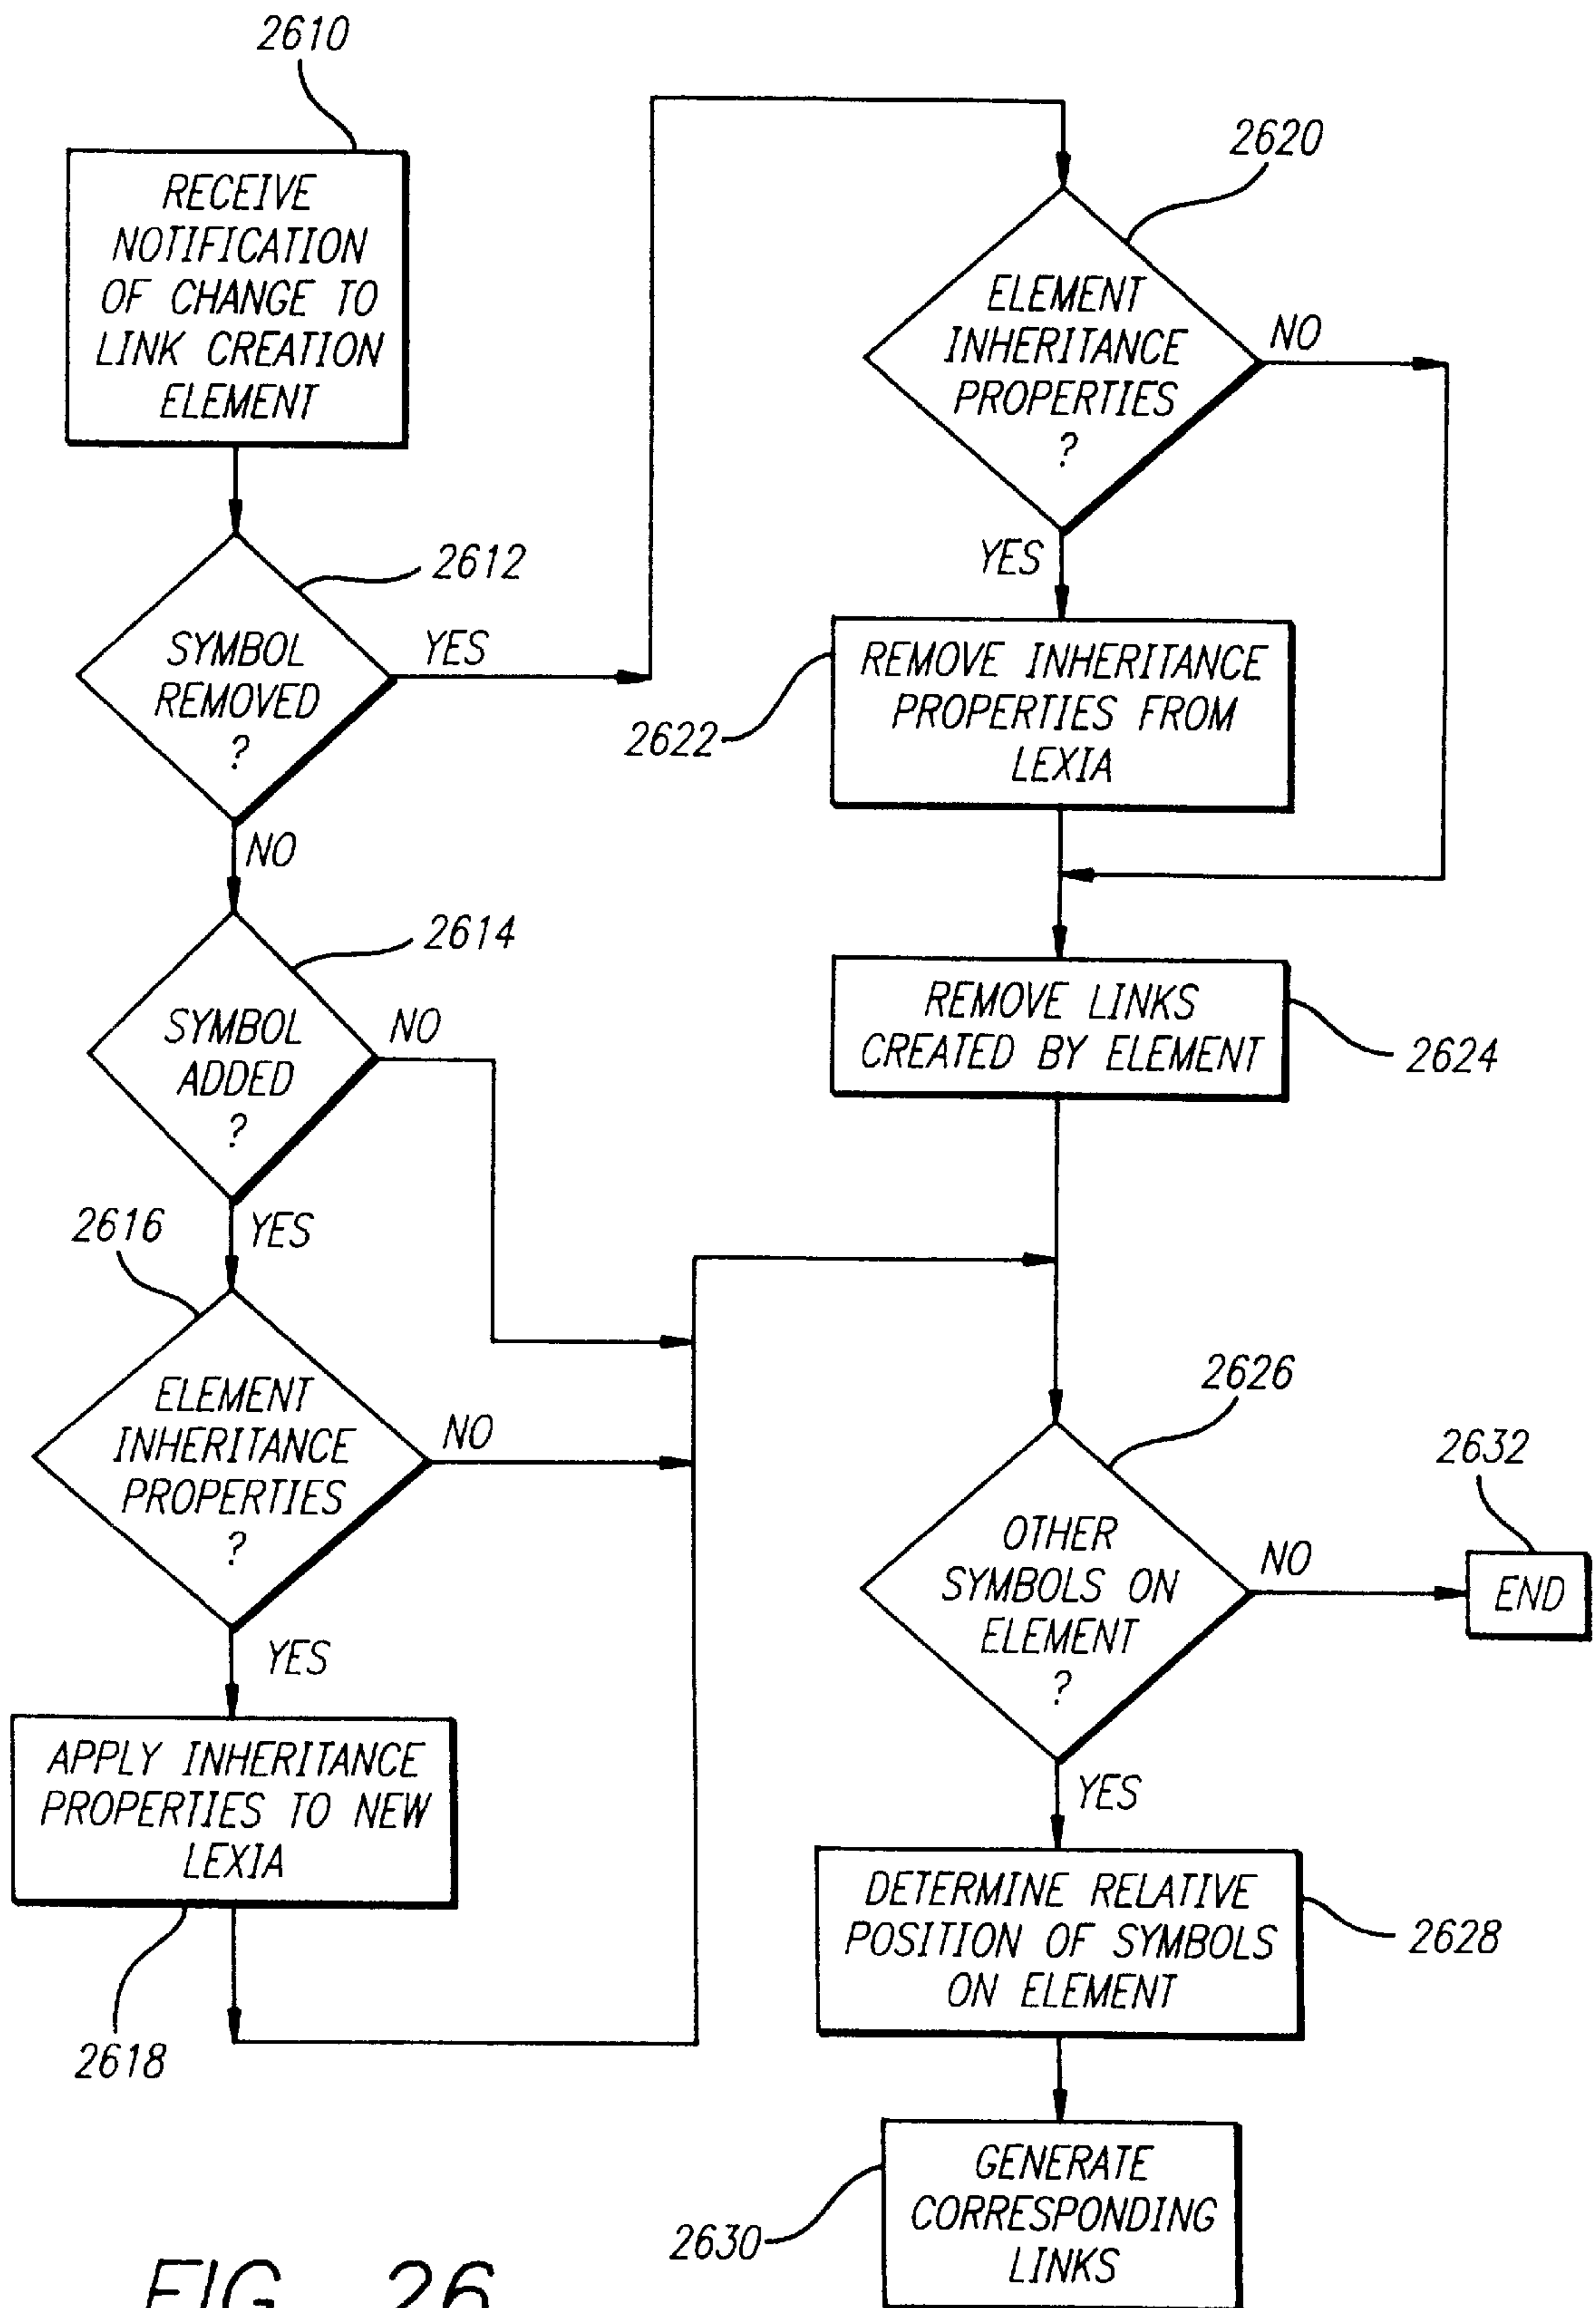 2610
RECEIVE
NOTIFICATION
OF CHANGE TO
LINK CREATION
ELEMENT
2612
SYMBOL
REMOVED
?
YES
NO
2614
SYMBOL
ADDED
?
NO
YES
2616
ELEMENT
INHERITANCE
PROPERTIES
?
NO
YES
APPLY INHERITANCE
PROPERTIES TO NEW
LEXIA
2618
2620
ELEMENT
INHERITANCE
PROPERTIES
?
NO
YES
REMOVE INHERITANCE
PROPERTIES FROM
LEXIA
2622
REMOVE LINKS
CREATED BY ELEMENT
2624
2626
OTHER
SYMBOLS ON
ELEMENT
?
NO
2632
END
YES
DETERMINE RELATIVE
POSITION OF SYMBOLS
ON ELEMENT
2628
GENERATE
CORRESPONDING
LINKS
2630
FIG. 26